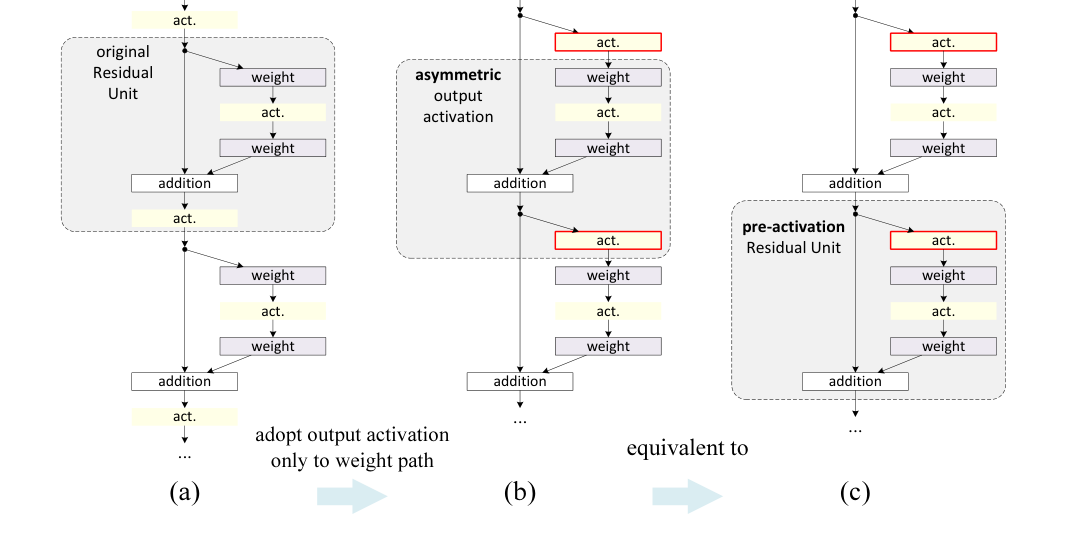 act.
original
Residual
Unit
weight
act.
weight
addition
act.
weight
act.
weight
addition
act.
...
adopt output activation
only to weight path
(a)
act.
asymmetric
output
activation
weight
act.
weight
addition
act.
weight
act.
weight
addition
...
equivalent to
(b)
act.
weight
act.
weight
addition
pre-activation
Residual Unit
act.
weight
act.
weight
addition
...
(c)